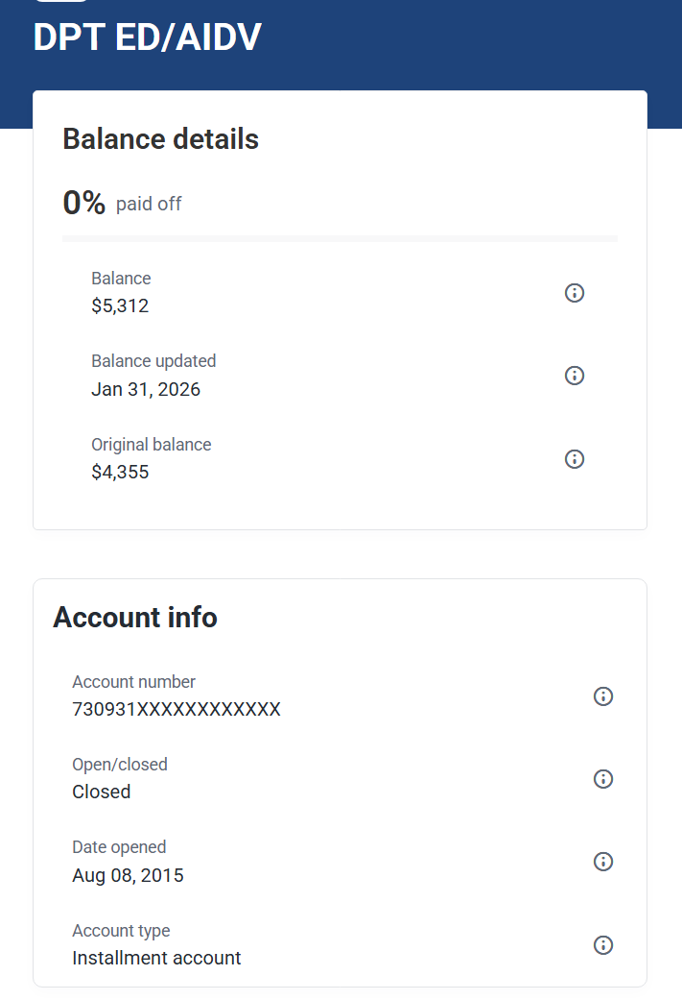 DPT ED/AIDV
Balance details
0% paid off
Balance
$5,312
Balance updated
Jan 31, 2026
Original balance
$4,355
Account info
Account number
730931XXXXXXXXXXXX
Open/closed
Closed
Date opened
Aug 08, 2015
Account type
Installment account